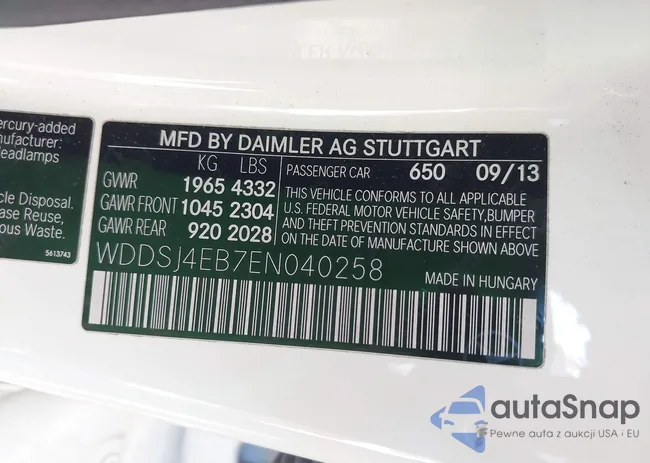 ercury-added
anufacturer.
Headlamps
cle Disposal.
ase Reuse,
ous Waste.
5613743
MFD BY DAIMLER AG STUTTGART
KG LBS
GVWR 1965 4332
GAWR FRONT 1045 2304
GAWR REAR 920 2028
PASSENGER CAR 650 09/13
THIS VEHICLE CONFORMS TO ALL APPLICABLE
U.S. FEDERAL MOTOR VEHICLE SAFETY, BUMPER
AND THEFT PREVENTION STANDARDS IN EFFECT
ON DATE OF MANUFACTURE SHOWN ABOVE.
WDDSJ4EB7EN040258
MADE IN HUNGARY
autaSnap
Pewne auta z aukcji USA i EU